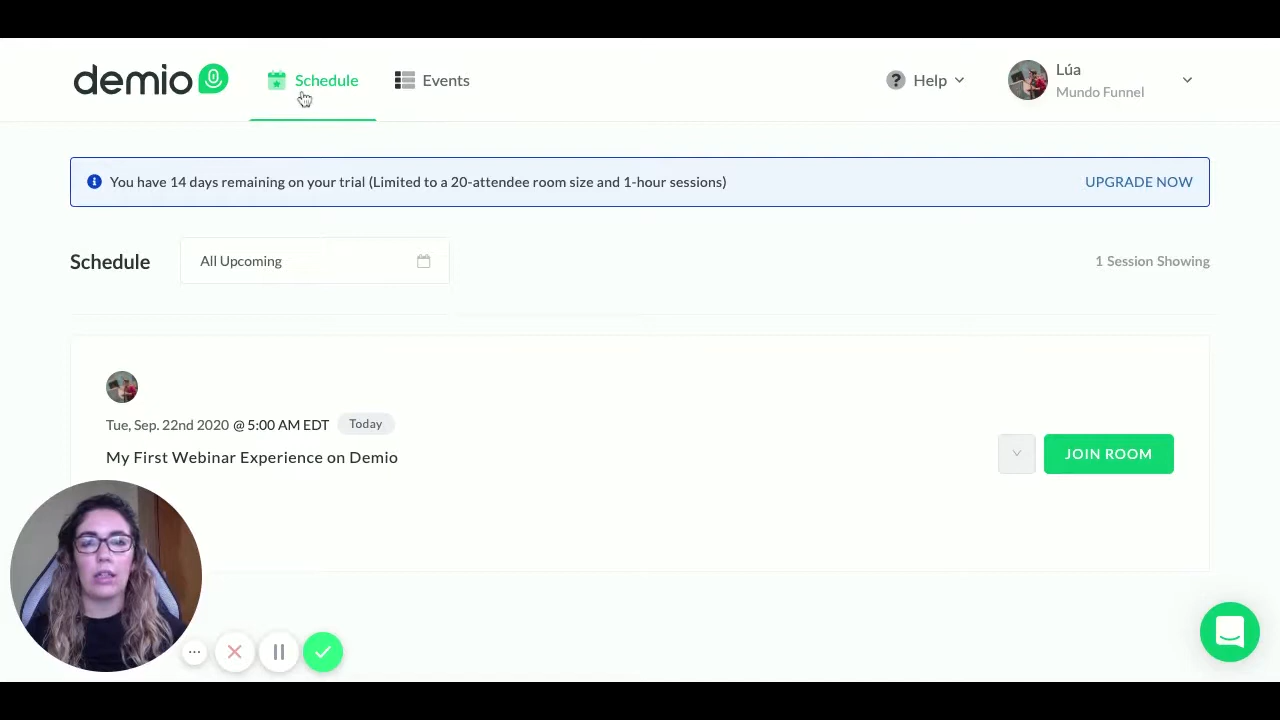 demio
Schedule
Events
Help
Lúa
Mundo Funnel
You have 14 days remaining on your trial (Limited to a 20-attendee room size and 1-hour sessions)
UPGRADE NOW
Schedule
All Upcoming
1 Session Showing
Tue, Sep. 22nd 2020 @ 5:00 AM EDT
Today
My First Webinar Experience on Demio
JOIN ROOM